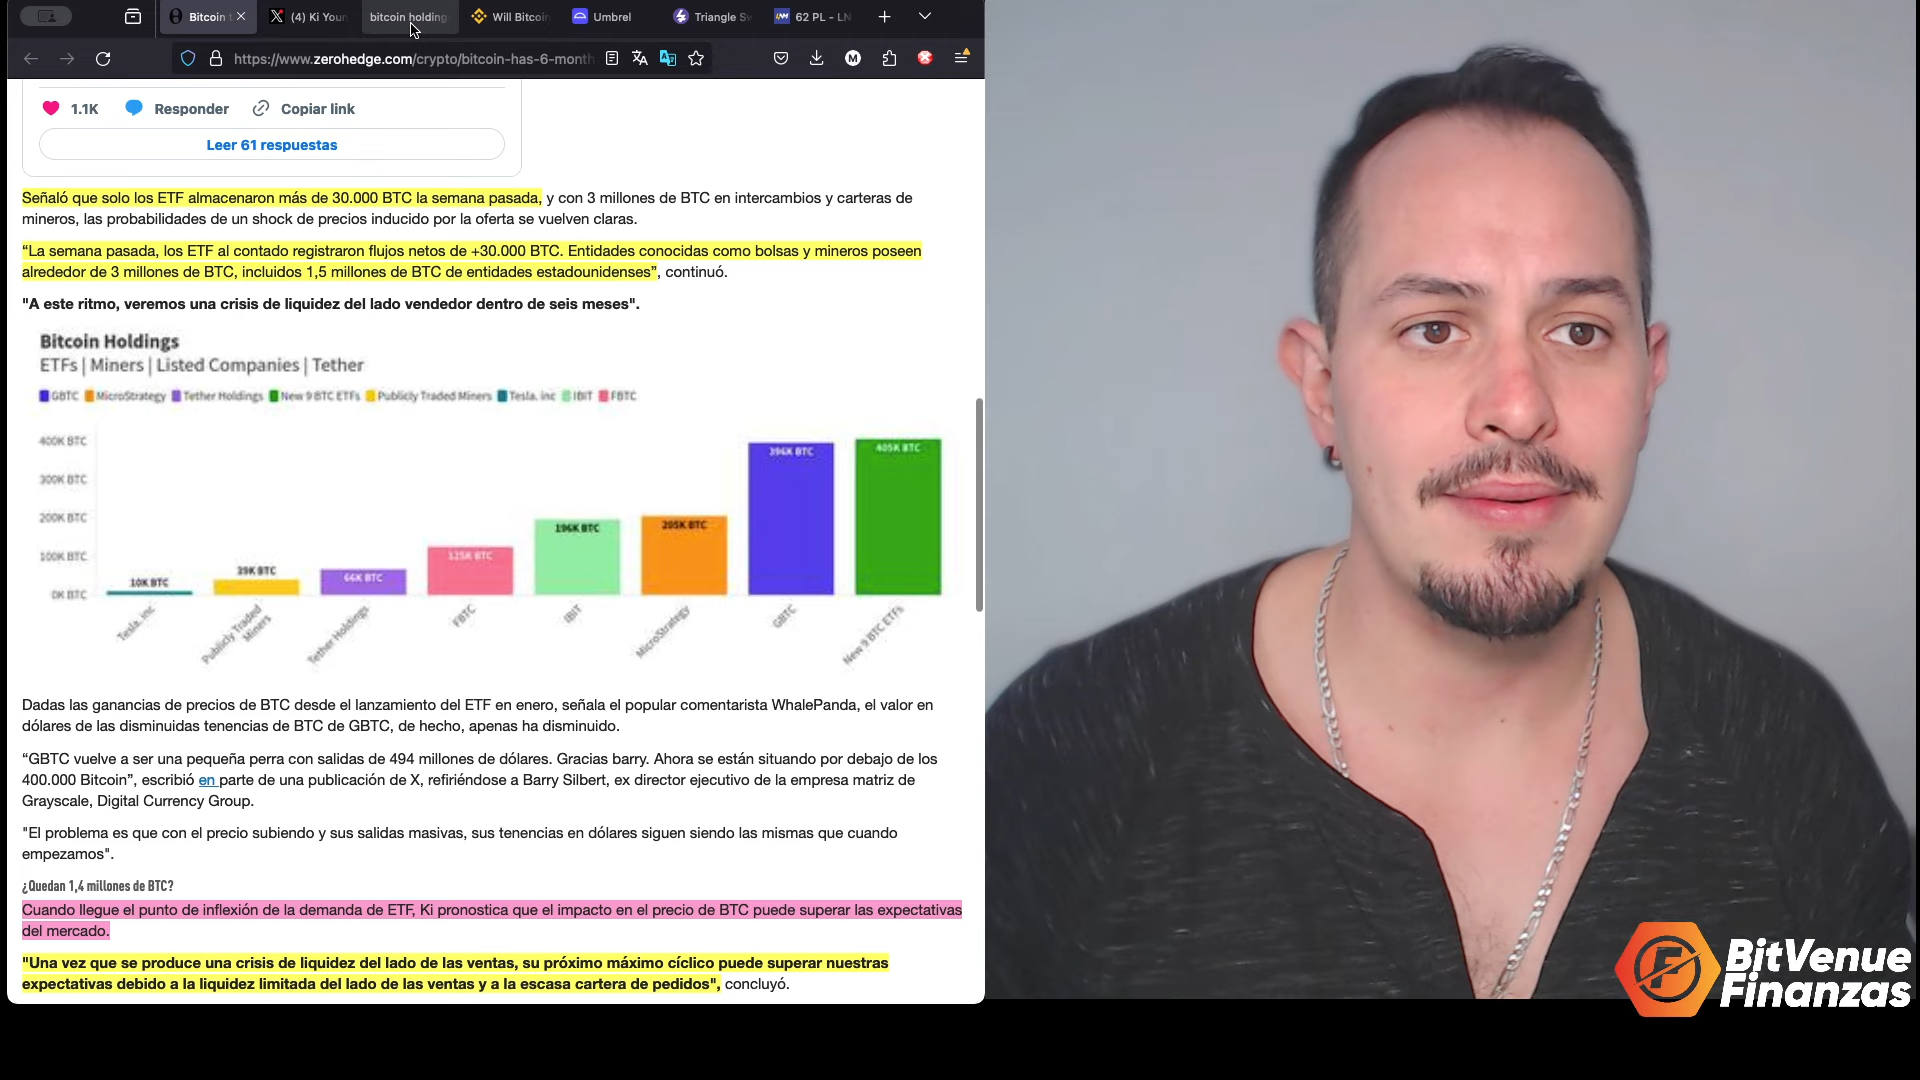 Bitcoin t
(4) Ki Youn
bitcoin holding
Will Bitcoin
Umbrel
Triangle Sw
62 PL - LN
https://www.zerohedge.com/crypto/bitcoin-has-6-month
1.1K Responder Copiar link
Leer 61 respuestas
Señaló que solo los ETF almacenaron más de 30.000 BTC la semana pasada, y con 3 millones de BTC en intercambios y carteras de
mineros, las probabilidades de un shock de precios inducido por la oferta se vuelven claras.
“La semana pasada, los ETF al contado registraron flujos netos de +30.000 BTC. Entidades conocidas como bolsas y mineros poseen
alrededor de 3 millones de BTC, incluidos 1,5 millones de BTC de entidades estadounidenses”, continuó.
"A este ritmo, veremos una crisis de liquidez del lado vendedor dentro de seis meses".
Bitcoin Holdings
ETFs | Miners | Listed Companies | Tether
GBTC MicroStrategy Tether Holdings New 9 BTC ETFs Publicly Traded Miners Tesla. inc IBIT FBTC
400K BTC
300K BTC
200K BTC
100K BTC
0K BTC
10K BTC
39K BTC
66K BTC
125K BTC
196K BTC
205K BTC
396K BTC
405K BTC
Tesla. inc
Publicly Traded
Miners
Tether Holdings
FBTC
IBIT
MicroStrategy
GBTC
New 9 BTC ETFs
Dadas las ganancias de precios de BTC desde el lanzamiento del ETF en enero, señala el popular comentarista WhalePanda, el valor en
dólares de las disminuidas tenencias de BTC de GBTC, de hecho, apenas ha disminuido.
“GBTC vuelve a ser una pequeña perra con salidas de 494 millones de dólares. Gracias barry. Ahora se están situando por debajo de los
400.000 Bitcoin”, escribió en parte de una publicación de X, refiriéndose a Barry Silbert, ex director ejecutivo de la empresa matriz de
Grayscale, Digital Currency Group.
"El problema es que con el precio subiendo y sus salidas masivas, sus tenencias en dólares siguen siendo las mismas que cuando
empezamos".
¿Quedan 1,4 millones de BTC?
Cuando llegue el punto de inflexión de la demanda de ETF, Ki pronostica que el impacto en el precio de BTC puede superar las expectativas
del mercado.
"Una vez que se produce una crisis de liquidez del lado de las ventas, su próximo máximo cíclico puede superar nuestras
expectativas debido a la liquidez limitada del lado de las ventas y a la escasa cartera de pedidos", concluyó.
BitVenue
Finanzas